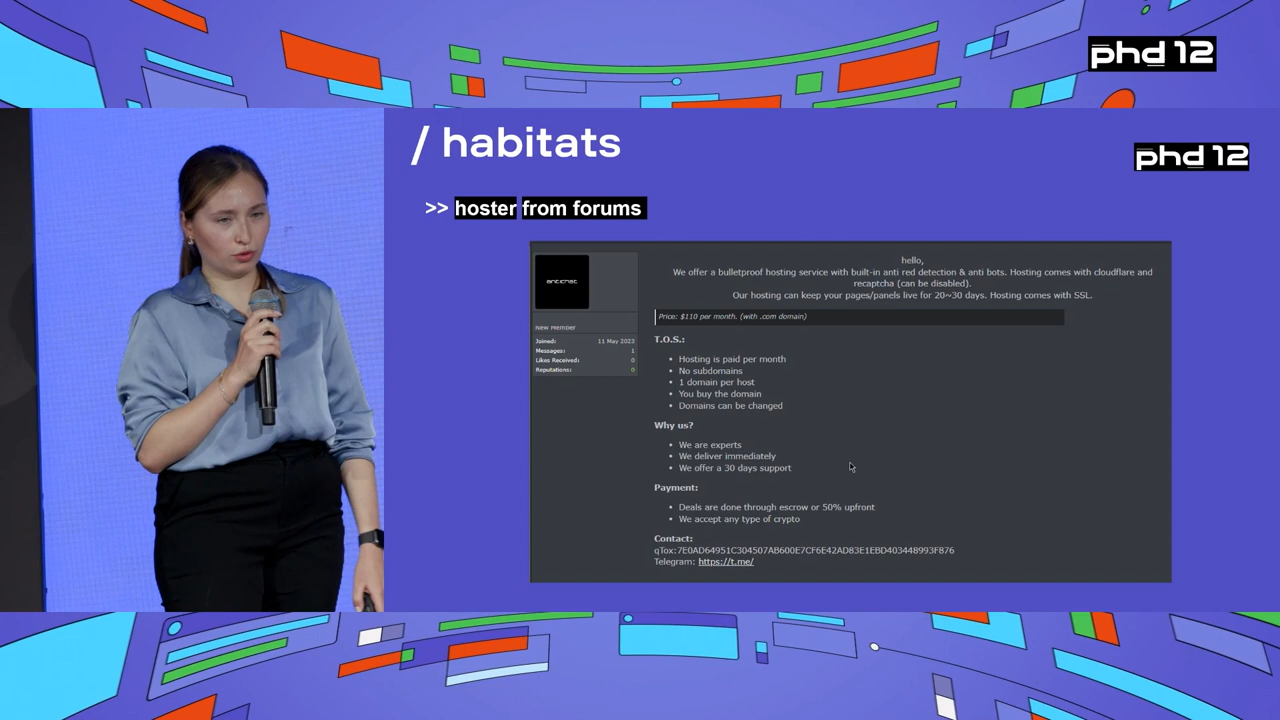 phd 12
/ habitats
phd 12
>> hoster from forums
antichat
New Member
Joined: 11 May 2023
Messages: 1
Likes Received: 0
Reputations: 0
hello,
We offer a bulletproof hosting service with built-in anti red detection & anti bots. Hosting comes with cloudflare and
recaptcha (can be disabled).
Our hosting can keep your pages/panels live for 20~30 days. Hosting comes with SSL.
Price: $110 per month. (with .com domain)
T.O.S.:
• Hosting is paid per month
• No subdomains
• 1 domain per host
• You buy the domain
• Domains can be changed
Why us?
• We are experts
• We deliver immediately
• We offer a 30 days support
Payment:
• Deals are done through escrow or 50% upfront
• We accept any type of crypto
Contact:
qTox:7E0AD64951C304507AB600E7CF6E42AD83E1EBD403448993F876
Telegram: https://t.me/